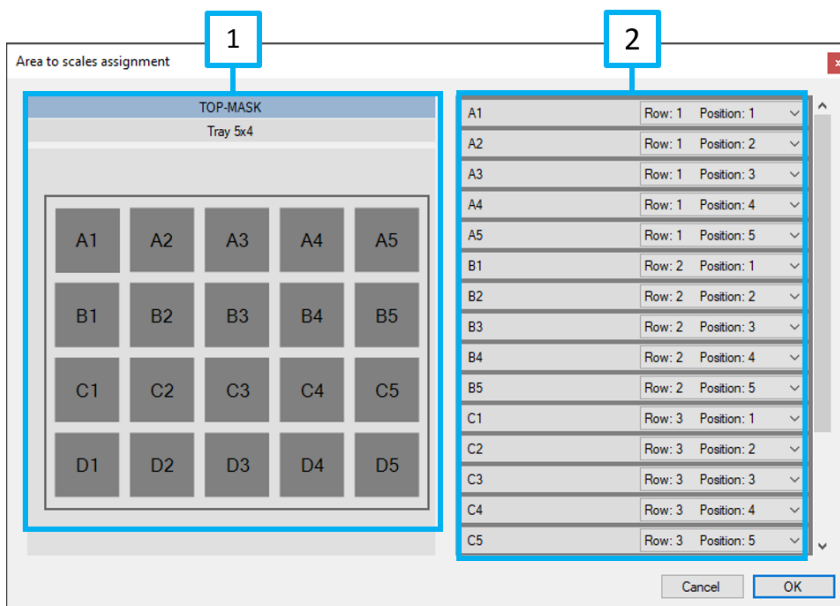 1
2
Area to scales assignment
x
TOP-MASK
Tray 5x4
A1 A2 A3 A4 A5
B1 B2 B3 B4 B5
C1 C2 C3 C4 C5
D1 D2 D3 D4 D5
A1 Row: 1 Position: 1
A2 Row: 1 Position: 2
A3 Row: 1 Position: 3
A4 Row: 1 Position: 4
A5 Row: 1 Position: 5
B1 Row: 2 Position: 1
B2 Row: 2 Position: 2
B3 Row: 2 Position: 3
B4 Row: 2 Position: 4
B5 Row: 2 Position: 5
C1 Row: 3 Position: 1
C2 Row: 3 Position: 2
C3 Row: 3 Position: 3
C4 Row: 3 Position: 4
C5 Row: 3 Position: 5
Cancel OK